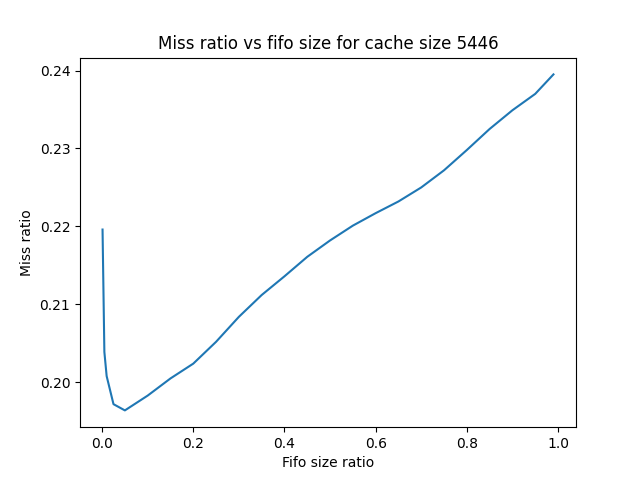 Miss ratio vs fifo size for cache size 5446
0.24
0.23
0.22
0.21
0.20
Miss ratio
0.0 0.2 0.4 0.6 0.8 1.0
Fifo size ratio